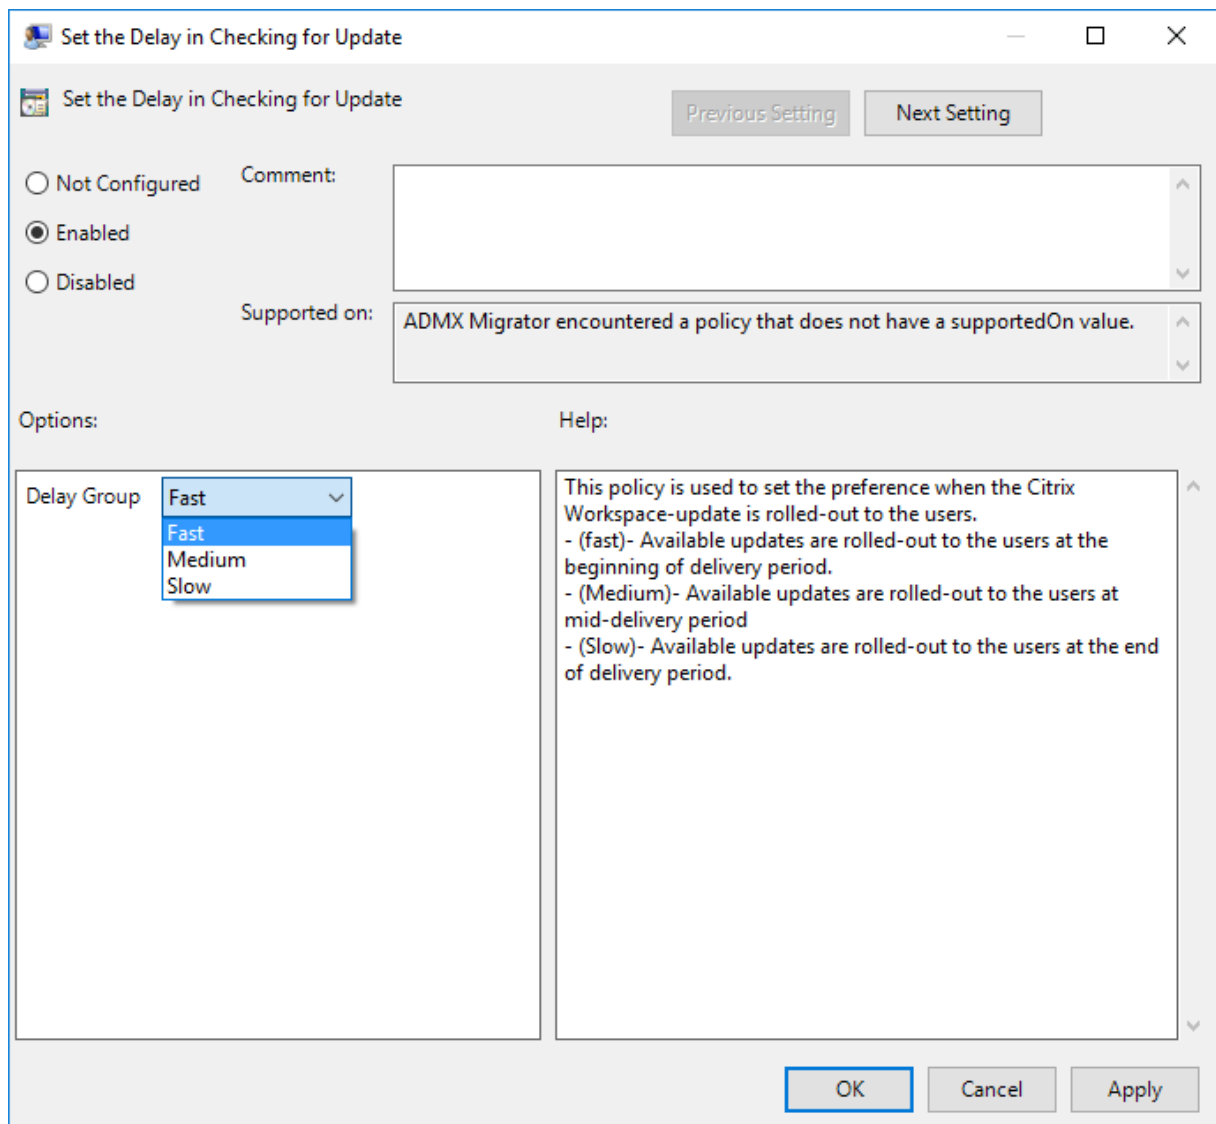 Set the Delay in Checking for Update
Set the Delay in Checking for Update
Previous Setting
Next Setting
Not Configured
Enabled
Disabled
Comment:
Supported on:
ADMX Migrator encountered a policy that does not have a supportedOn value.
Options:
Help:
Delay Group
Fast
Fast
Medium
Slow
This policy is used to set the preference when the Citrix
Workspace-update is rolled-out to the users.
- (fast)- Available updates are rolled-out to the users at the
beginning of delivery period.
- (Medium)- Available updates are rolled-out to the users at
mid-delivery period
- (Slow)- Available updates are rolled-out to the users at the end
of delivery period.
OK
Cancel
Apply